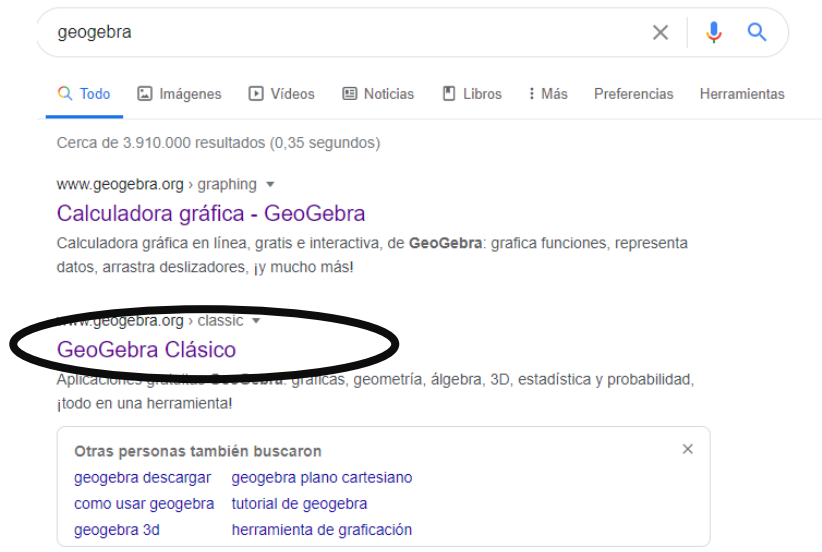 geogebra
Todo Imágenes Vídeos Noticias Libros Más Preferencias Herramientas
Cerca de 3.910.000 resultados (0,35 segundos)
www.geogebra.org › graphing
Calculadora gráfica - GeoGebra
Calculadora gráfica en línea, gratis e interactiva, de GeoGebra: grafica funciones, representa
datos, arrastra deslizadores, ¡y mucho más!
www.geogebra.org › classic
GeoGebra Clásico
Aplicaciones gratuitas GeoGebra: gráficas, geometría, álgebra, 3D, estadística y probabilidad,
¡todo en una herramienta!
Otras personas también buscaron
geogebra descargar geogebra plano cartesiano
como usar geogebra tutorial de geogebra
geogebra 3d herramienta de graficación